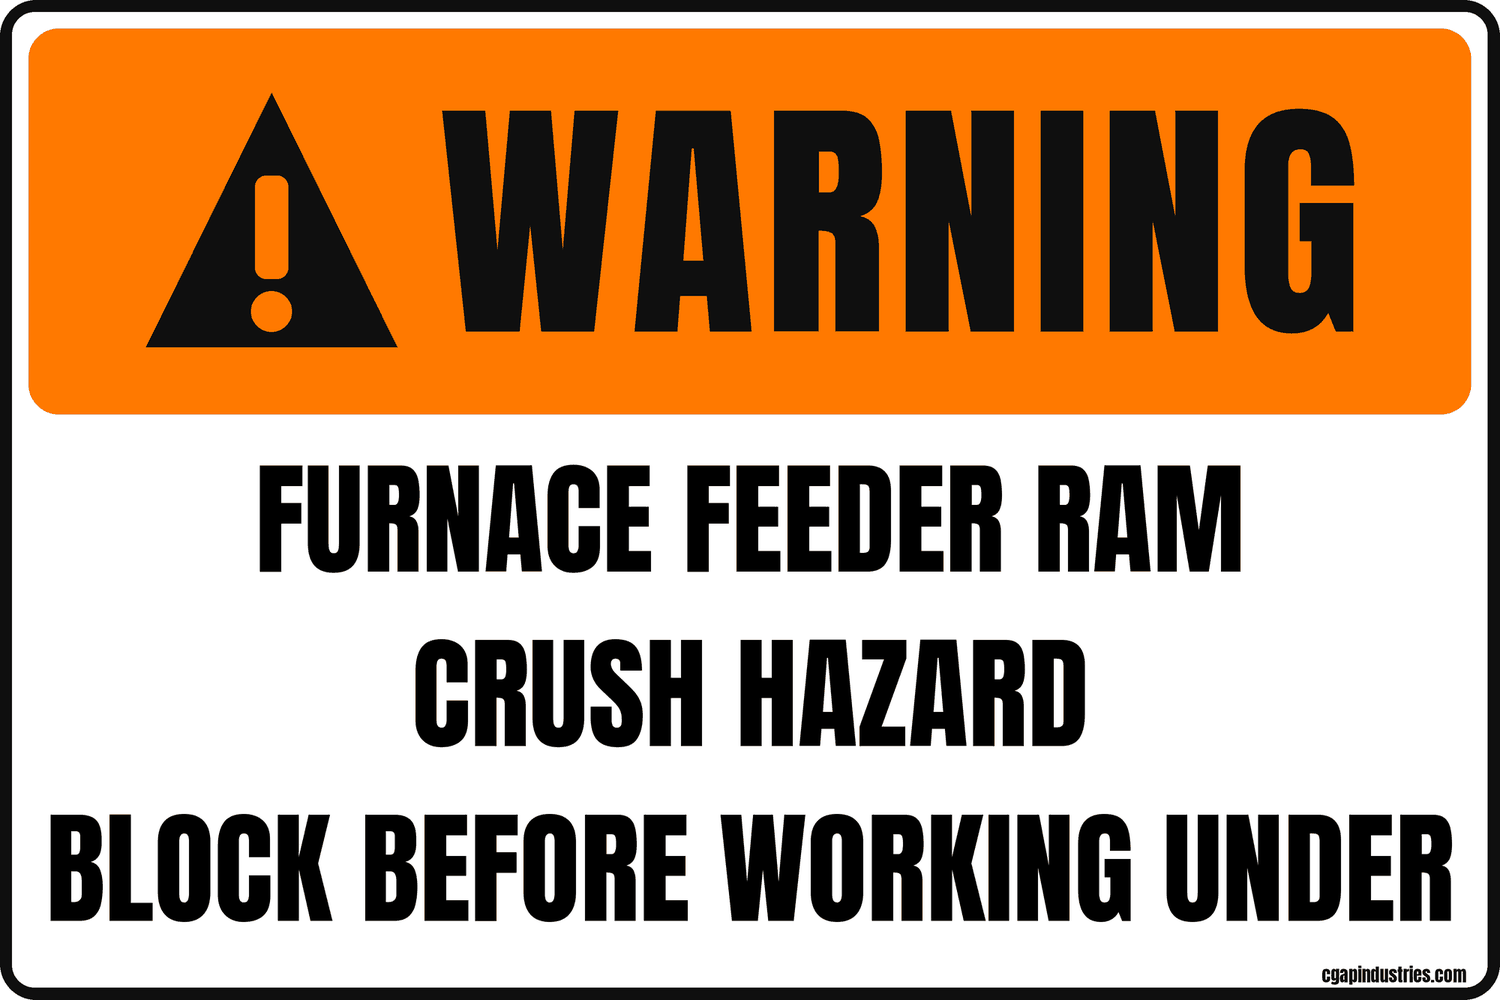 WARNING
FURNACE FEEDER RAM
CRUSH HAZARD
BLOCK BEFORE WORKING UNDER
cgapindustries.com